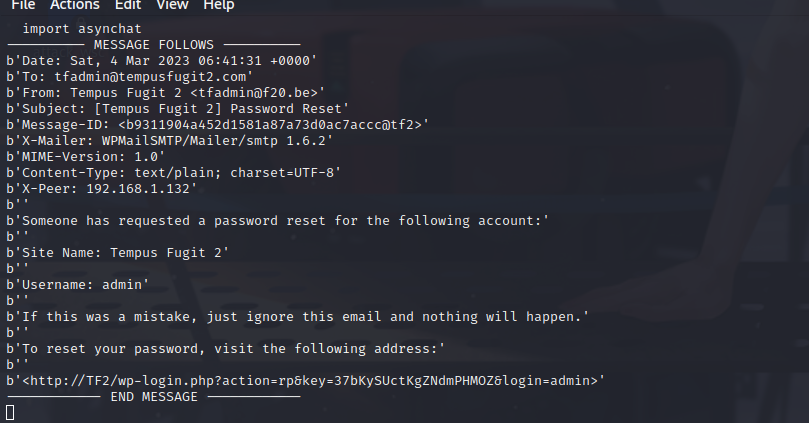 File Actions Edit View Help
import asynchat
---------- MESSAGE FOLLOWS ----------
b'Date: Sat, 4 Mar 2023 06:41:31 +0000'
b'To: tfadmin@tempusfugit2.com'
b'From: Tempus Fugit 2 <tfadmin@f20.be>'
b'Subject: [Tempus Fugit 2] Password Reset'
b'Message-ID: <b9311904a452d1581a87a73d0ac7accc@tf2>'
b'X-Mailer: WPMailSMTP/Mailer/smtp 1.6.2'
b'MIME-Version: 1.0'
b'Content-Type: text/plain; charset=UTF-8'
b'X-Peer: 192.168.1.132'
b''
b'Someone has requested a password reset for the following account:'
b''
b'Site Name: Tempus Fugit 2'
b''
b'Username: admin'
b''
b'If this was a mistake, just ignore this email and nothing will happen.'
b''
b'To reset your password, visit the following address:'
b''
b'<http://TF2/wp-login.php?action=rp&key=37bKySUctKgZNdmPHMOZ&login=admin>'
------------ END MESSAGE ------------